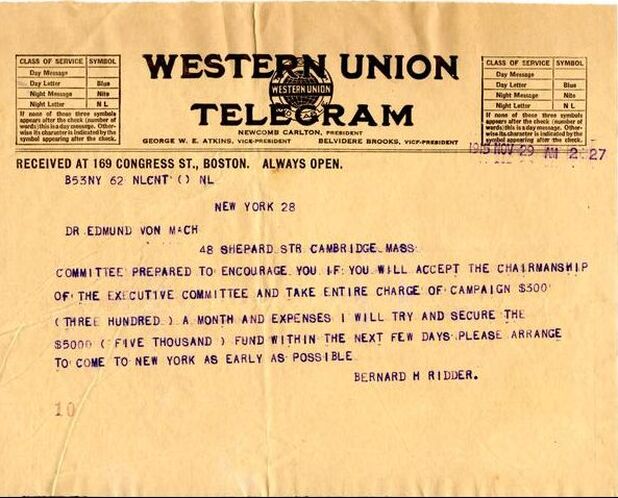 CLASS OF SERVICE SYMBOL
Day Message
Day Letter Blue
Night Message Nite
Night Letter N L
If none of these three symbols
appears after the check (number of
words) this is a day message. Other-
wise its character is indicated by the
symbol appearing after the check.
WESTERN UNION
WESTERN UNION
TELEGRAM
NEWCOMB CARLTON, PRESIDENT
GEORGE W. E. ATKINS, VICE-PRESIDENT BELVIDERE BROOKS, VICE-PRESIDENT
CLASS OF SERVICE SYMBOL
Day Message
Day Letter Blue
Night Message Nite
Night Letter N L
If none of these three symbols
appears after the check (number of
words) this is a day message. Other-
wise its character is indicated by the
symbol appearing after the check.
RECEIVED AT 169 CONGRESS ST., BOSTON. ALWAYS OPEN.
1915 NOV 29 AM 2:27
B53NY 62 NLCNT () NL
NEW YORK 28
DR EDMUND VON MACH
48 SHEPARD STR CAMBRIDGE MASS
COMMITTEE PREPARED TO ENCOURAGE YOU IF YOU WILL ACCEPT THE CHAIRMANSHIP
OF THE EXECUTIVE COMMITTEE AND TAKE ENTIRE CHARGE OF CAMPAIGN $300
(THREE HUNDRED) A MONTH AND EXPENSES I WILL TRY AND SECURE THE
$5000 (FIVE THOUSAND) FUND WITHIN THE NEXT FEW DAYS PLEASE ARRANGE
TO COME TO NEW YORK AS EARLY AS POSSIBLE
BERNARD H RIDDER.
10